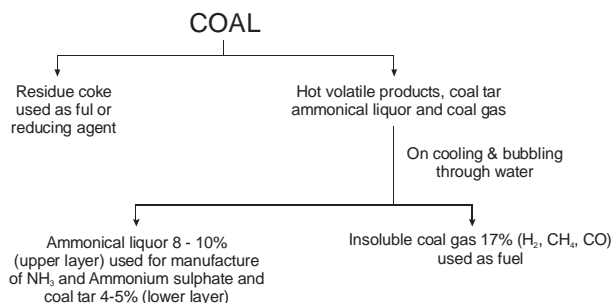 COAL
Residue coke
used as ful or
reducing agent
Hot volatile products, coal tar
ammonical liquor and coal gas
On cooling & bubbling
through water
Ammonical liquor 8 - 10%
(upper layer) used for manufacture
of NH₃ and Ammonium sulphate and
coal tar 4-5% (lower layer)
Insoluble coal gas 17% (H₂, CH₄, CO)
used as fuel